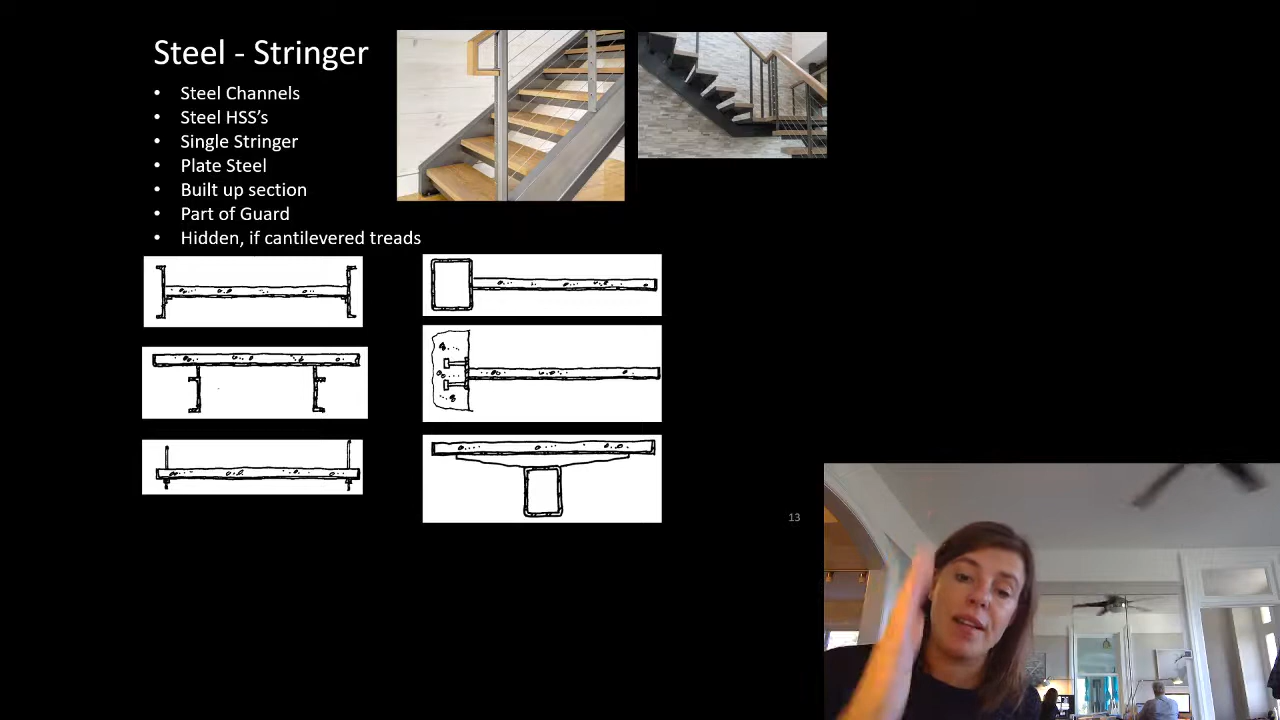 Steel - Stringer
• Steel Channels
• Steel HSS's
• Single Stringer
• Plate Steel
• Built up section
• Part of Guard
• Hidden, if cantilevered treads
13